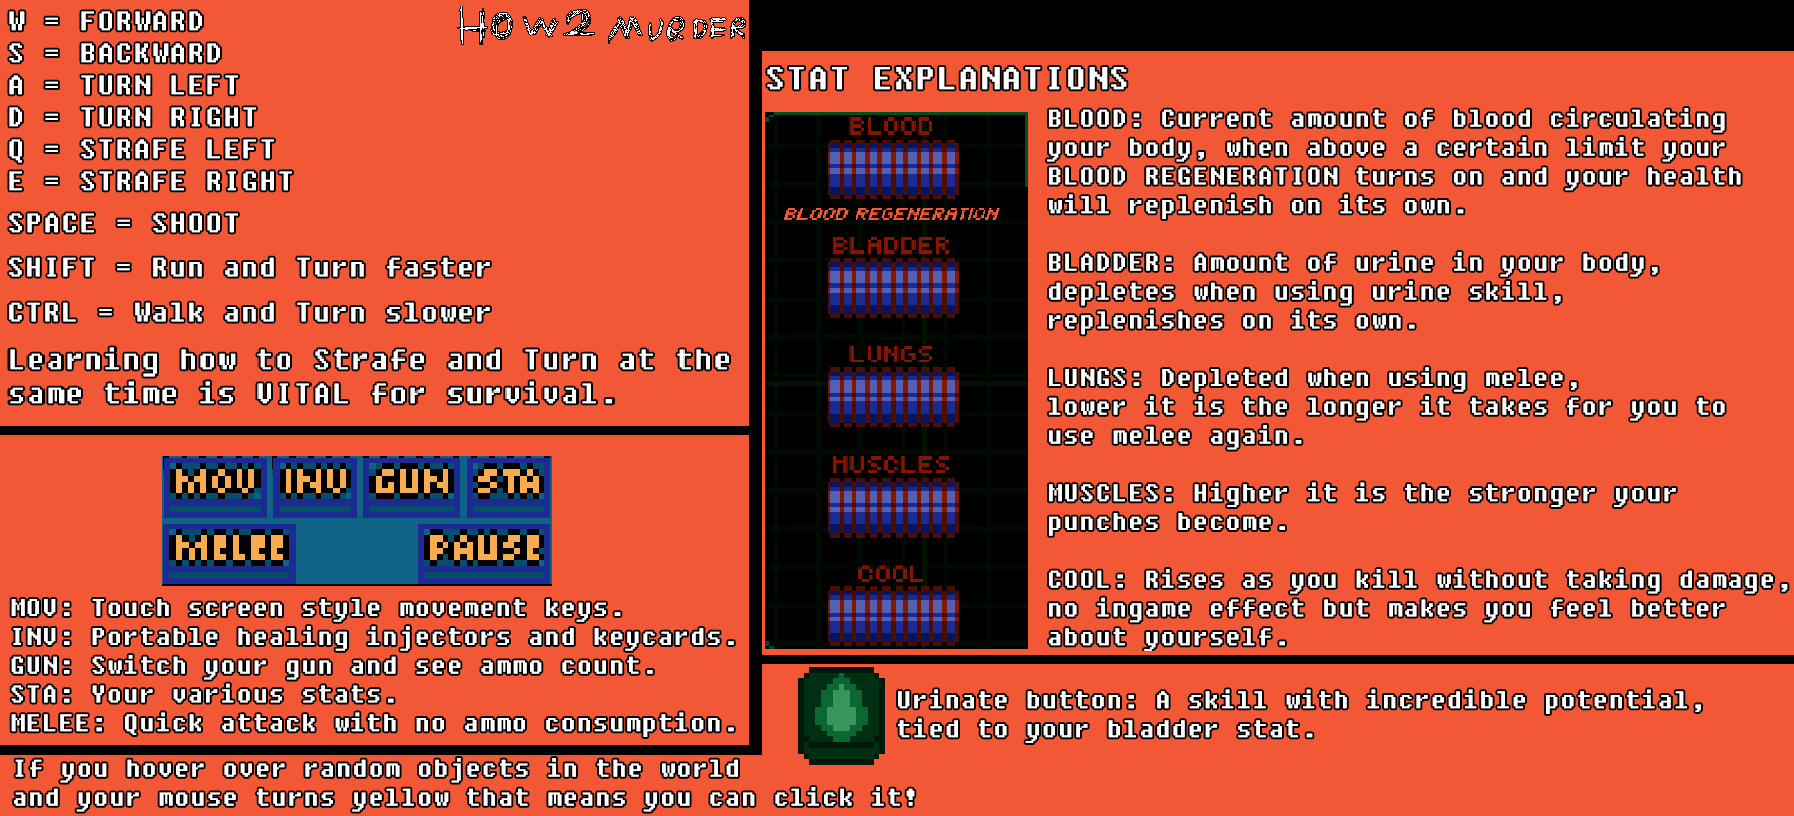 HOW2 MURDER
W = FORWARD
S = BACKWARD
A = TURN LEFT
D = TURN RIGHT
Q = STRAFE LEFT
E = STRAFE RIGHT
SPACE = SHOOT
SHIFT = Run and Turn faster
CTRL = Walk and Turn slower
Learning how to Strafe and Turn at the
same time is VITAL for survival.
MOV INV GUN STA
MELEE PAUSE
MOV: Touch screen style movement keys.
INV: Portable healing injectors and keycards.
GUN: Switch your gun and see ammo count.
STA: Your various stats.
MELEE: Quick attack with no ammo consumption.
If you hover over random objects in the world
and your mouse turns yellow that means you can click it!
STAT EXPLANATIONS
BLOOD
BLOOD REGENERATION
BLADDER
LUNGS
MUSCLES
COOL
BLOOD: Current amount of blood circulating
your body, when above a certain limit your
BLOOD REGENERATION turns on and your health
will replenish on its own.
BLADDER: Amount of urine in your body,
depletes when using urine skill,
replenishes on its own.
LUNGS: Depleted when using melee,
lower it is the longer it takes for you to
use melee again.
MUSCLES: Higher it is the stronger your
punches become.
COOL: Rises as you kill without taking damage,
no ingame effect but makes you feel better
about yourself.
Urinate button: A skill with incredible potential,
tied to your bladder stat.